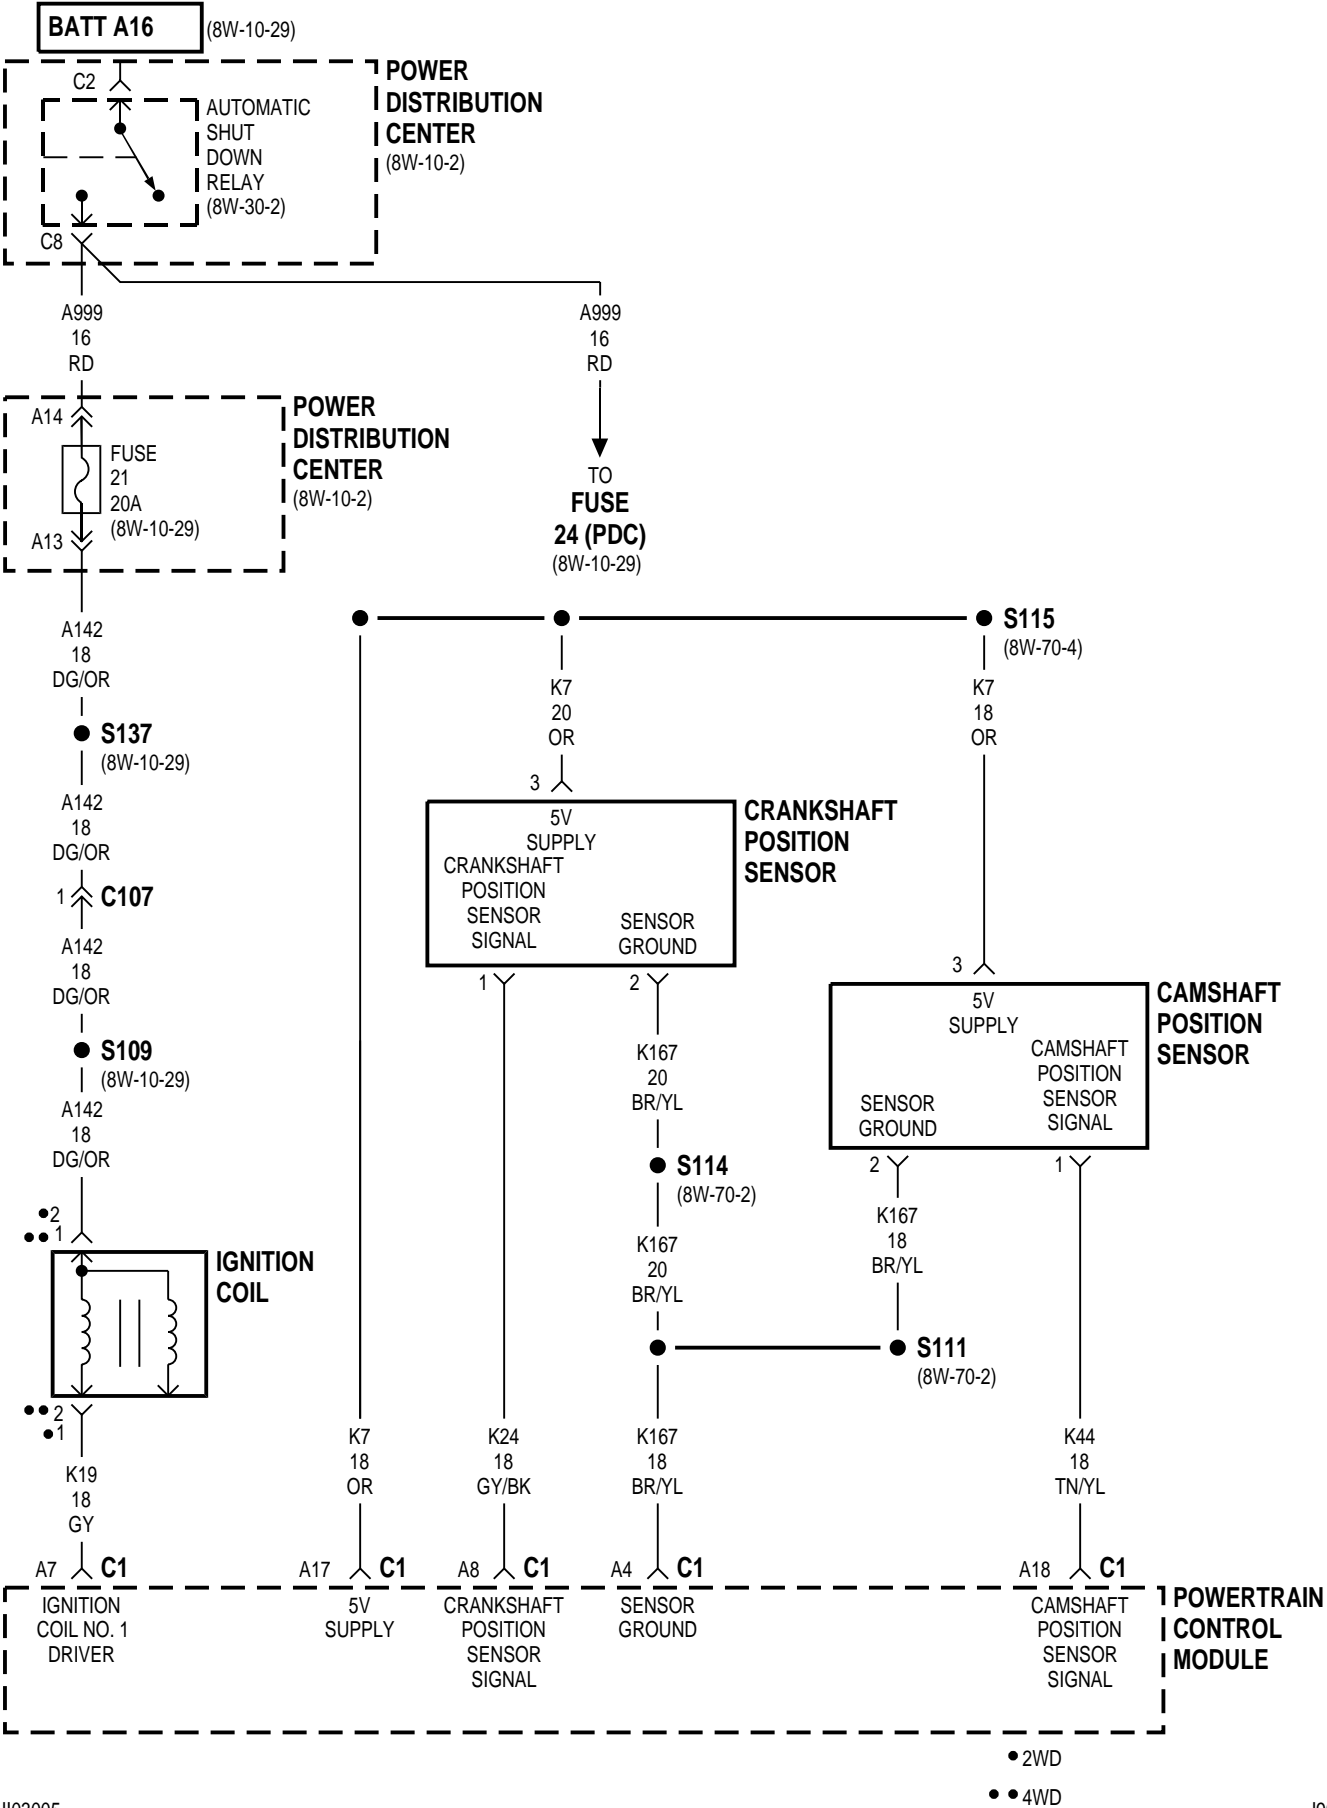 BATT A16 (8W-10-29)
C2
POWER
DISTRIBUTION
CENTER
(8W-10-2)
AUTOMATIC
SHUT
DOWN
RELAY
(8W-30-2)
C8
A999
16
RD
A999
16
RD
A14
FUSE
21
20A
(8W-10-29)
A13
POWER
DISTRIBUTION
CENTER
(8W-10-2)
TO
FUSE
24 (PDC)
(8W-10-29)
S115
(8W-70-4)
A142
18
DG/OR
S137
(8W-10-29)
A142
18
DG/OR
1 C107
A142
18
DG/OR
S109
(8W-10-29)
A142
18
DG/OR
•2
••1
IGNITION
COIL
••2
•1
K19
18
GY
K7
20
OR
K7
18
OR
3
5V
SUPPLY
CRANKSHAFT
POSITION
SENSOR
SIGNAL
SENSOR
GROUND
CRANKSHAFT
POSITION
SENSOR
1
2
3
5V
SUPPLY
CAMSHAFT
POSITION
SENSOR
SIGNAL
SENSOR
GROUND
CAMSHAFT
POSITION
SENSOR
2
1
K167
20
BR/YL
S114
(8W-70-2)
K167
20
BR/YL
K167
18
BR/YL
S111
(8W-70-2)
K7
18
OR
K24
18
GY/BK
K167
18
BR/YL
K44
18
TN/YL
A7 C1
A17 C1
A8 C1
A4 C1
A18 C1
IGNITION
COIL NO. 1
DRIVER
5V
SUPPLY
CRANKSHAFT
POSITION
SENSOR
SIGNAL
SENSOR
GROUND
CAMSHAFT
POSITION
SENSOR
SIGNAL
POWERTRAIN
CONTROL
MODULE
• 2WD
• • 4WD